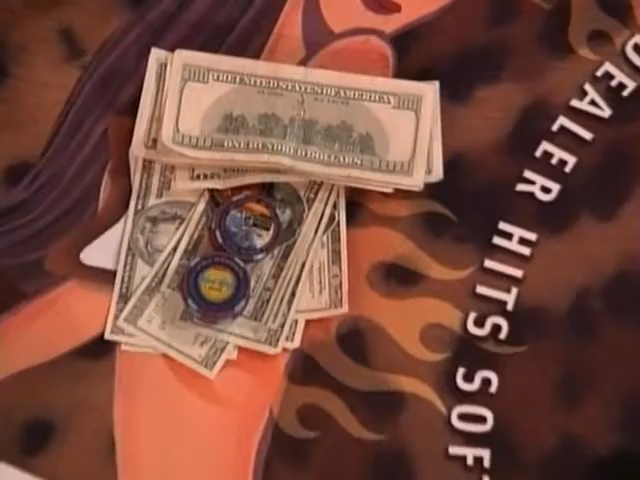 THE UNITED STATES OF AMERICA
ONE HUNDRED DOLLARS
DEALER HITS SOFT